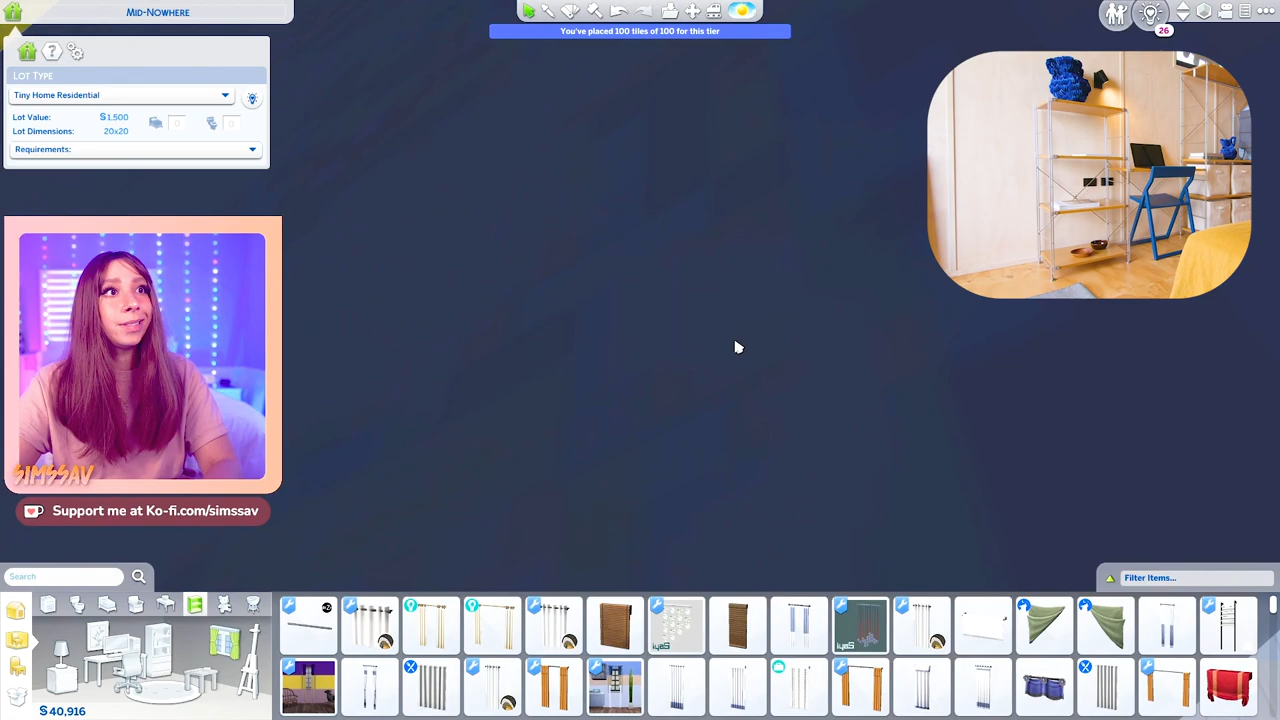 Mid-Nowhere
You've placed 100 tiles of 100 for this tier
26
Lot Type
Tiny Home Residential
Lot Value: §1,500
0 0
Lot Dimensions: 20x20
Requirements:
SIMSSAV
Support me at Ko-fi.com/simssav
Search
Filter Items...
§40,916